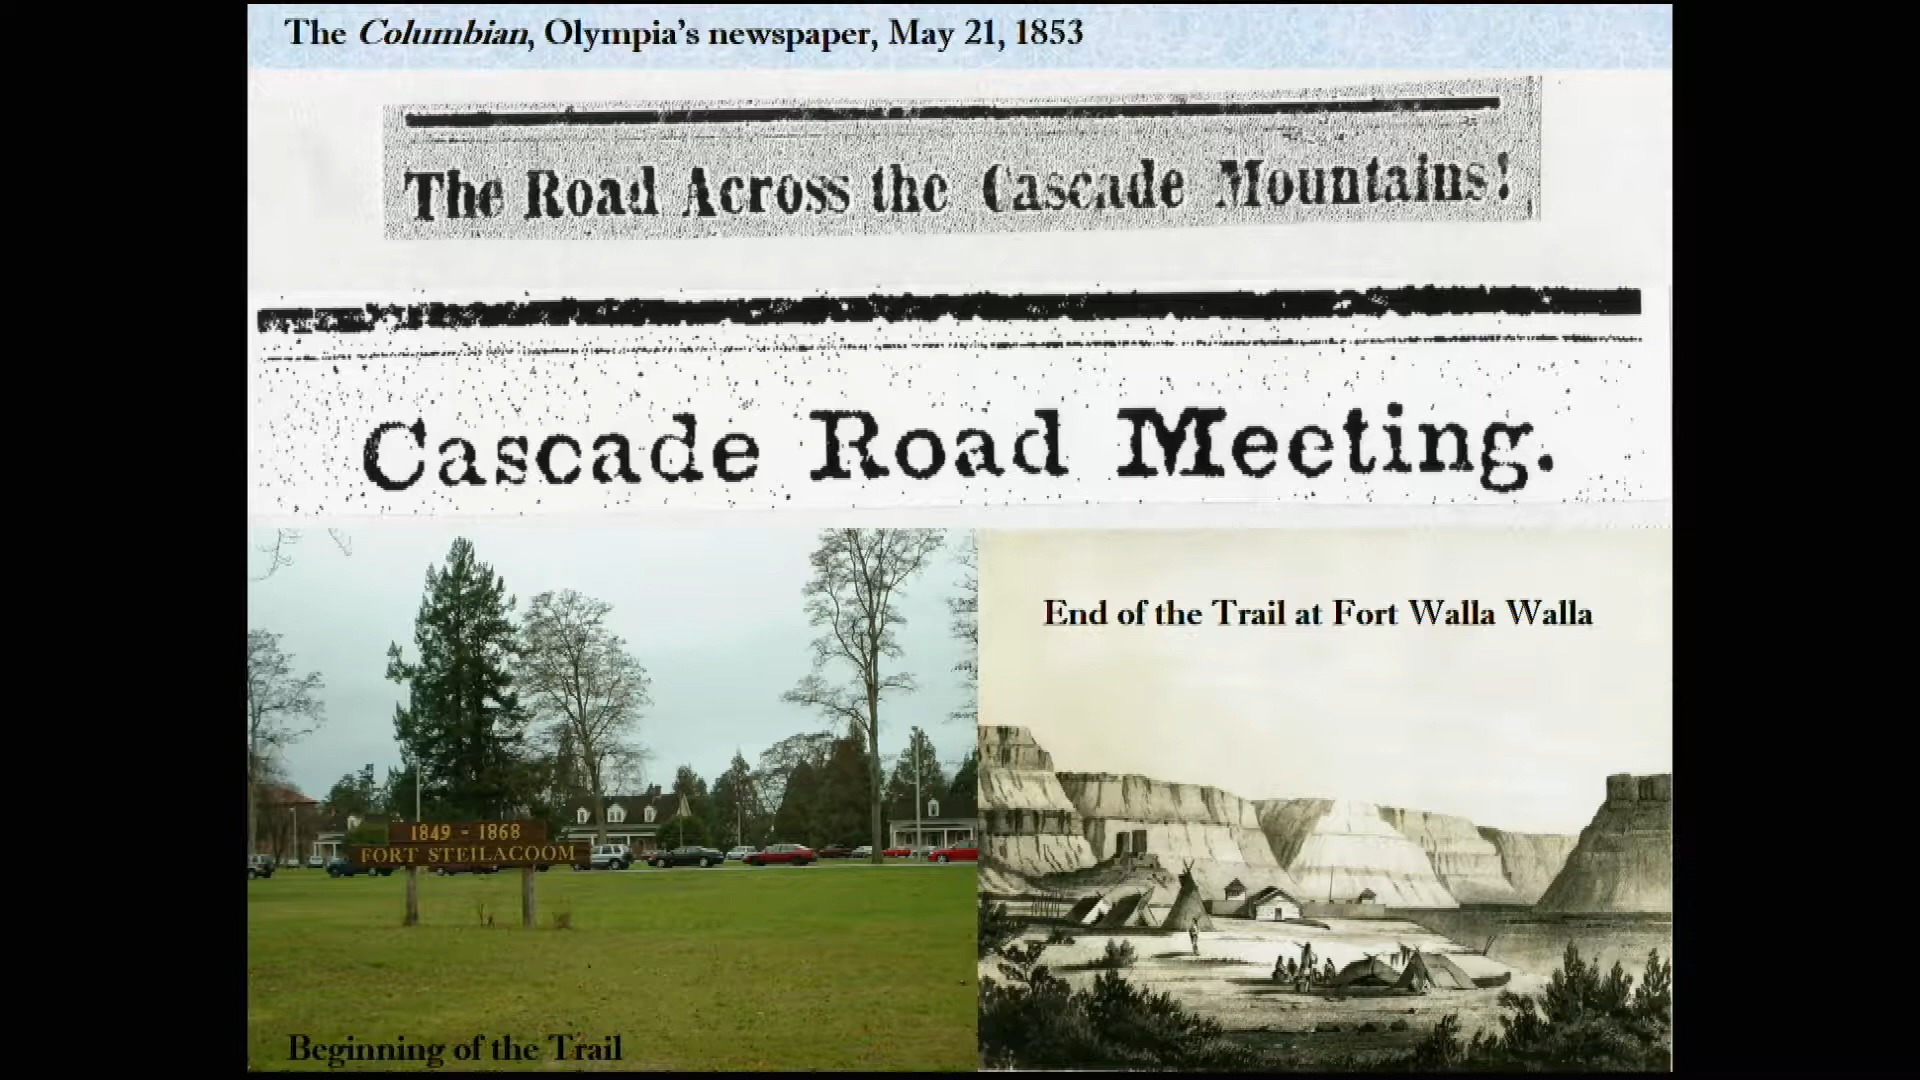 The Columbian, Olympia's newspaper, May 21, 1853
The Road Across the Cascade Mountains!
Cascade Road Meeting.
End of the Trail at Fort Walla Walla
1849 - 1868
FORT STEILACOOM
Beginning of the Trail